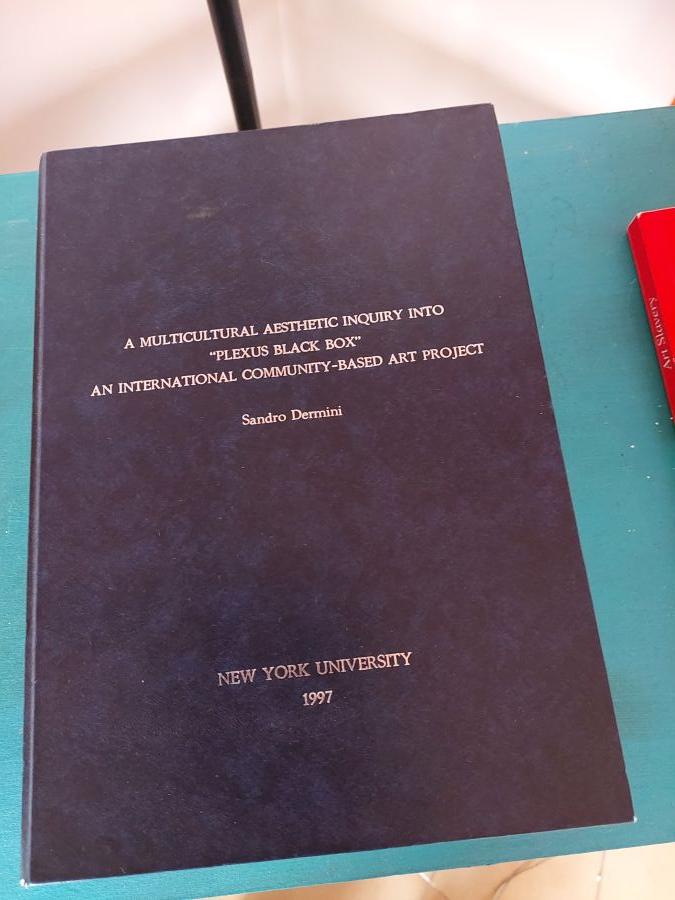 A MULTICULTURAL AESTHETIC INQUIRY INTO
"PLEXUS BLACK BOX"
AN INTERNATIONAL COMMUNITY-BASED ART PROJECT
Sandro Dermini
NEW YORK UNIVERSITY
1997
Art Slavery